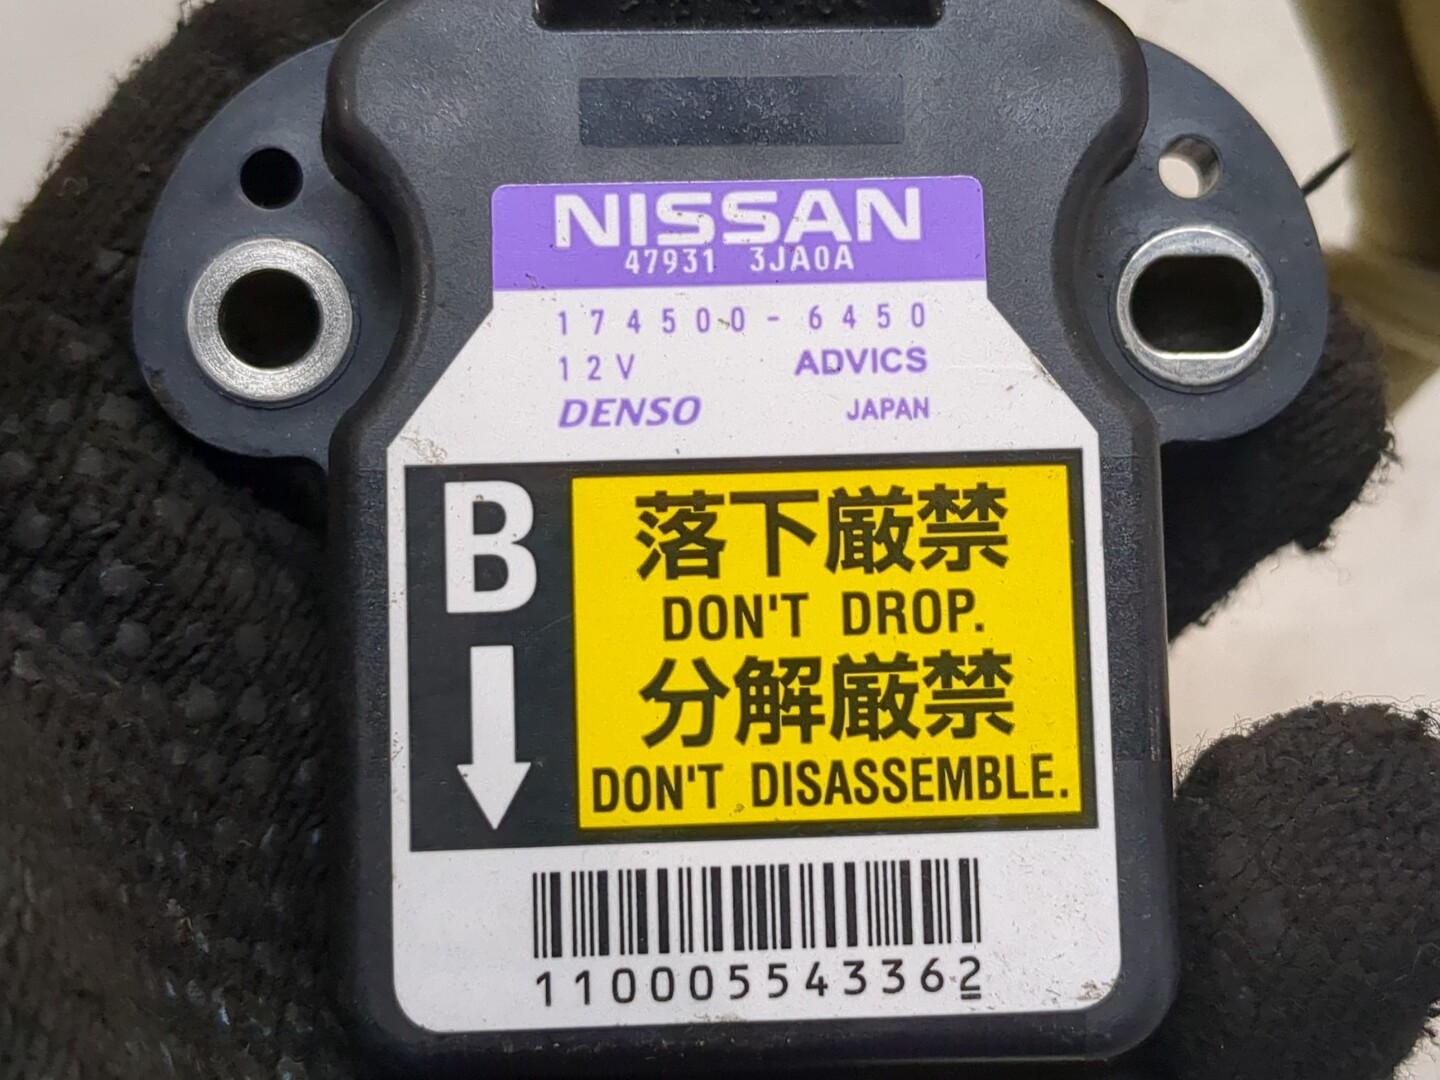 NISSAN
47931 3JA0A
174500-6450
12V ADVICS
DENSO JAPAN
B
落下厳禁
DON'T DROP.
分解厳禁
DON'T DISASSEMBLE.
110005543362